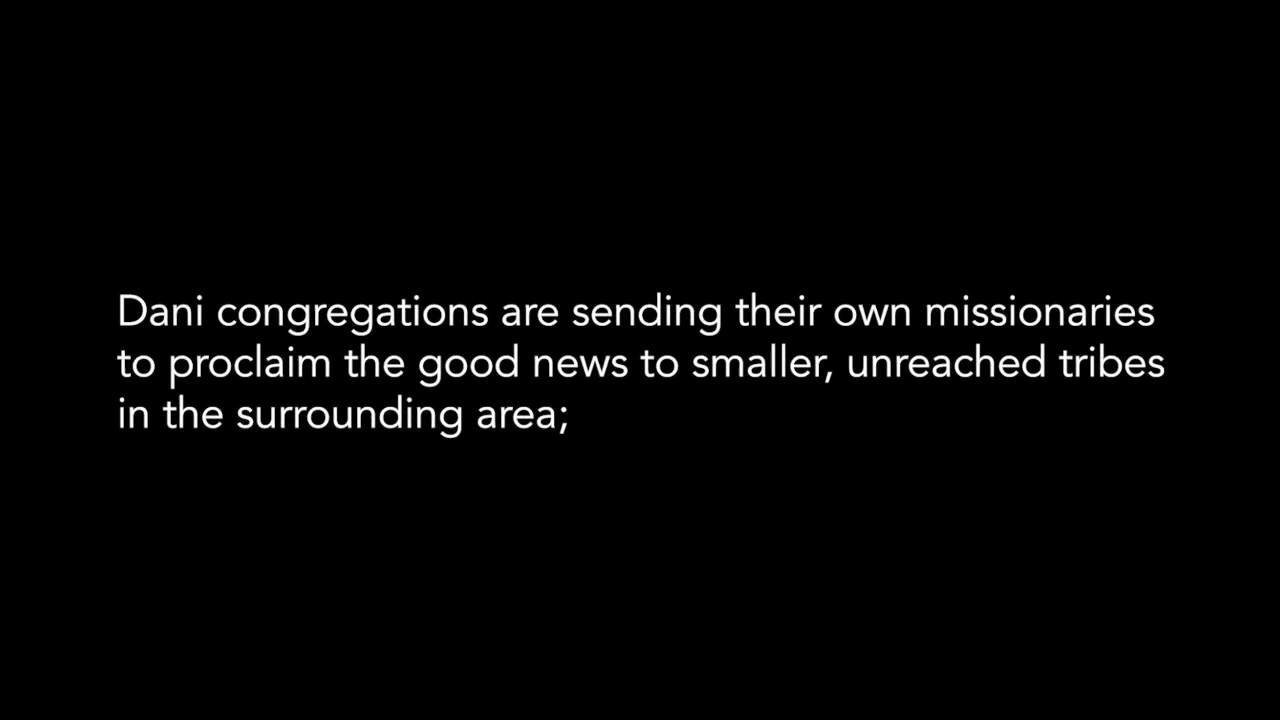 Dani congregations are sending their own missionaries
to proclaim the good news to smaller, unreached tribes
in the surrounding area;